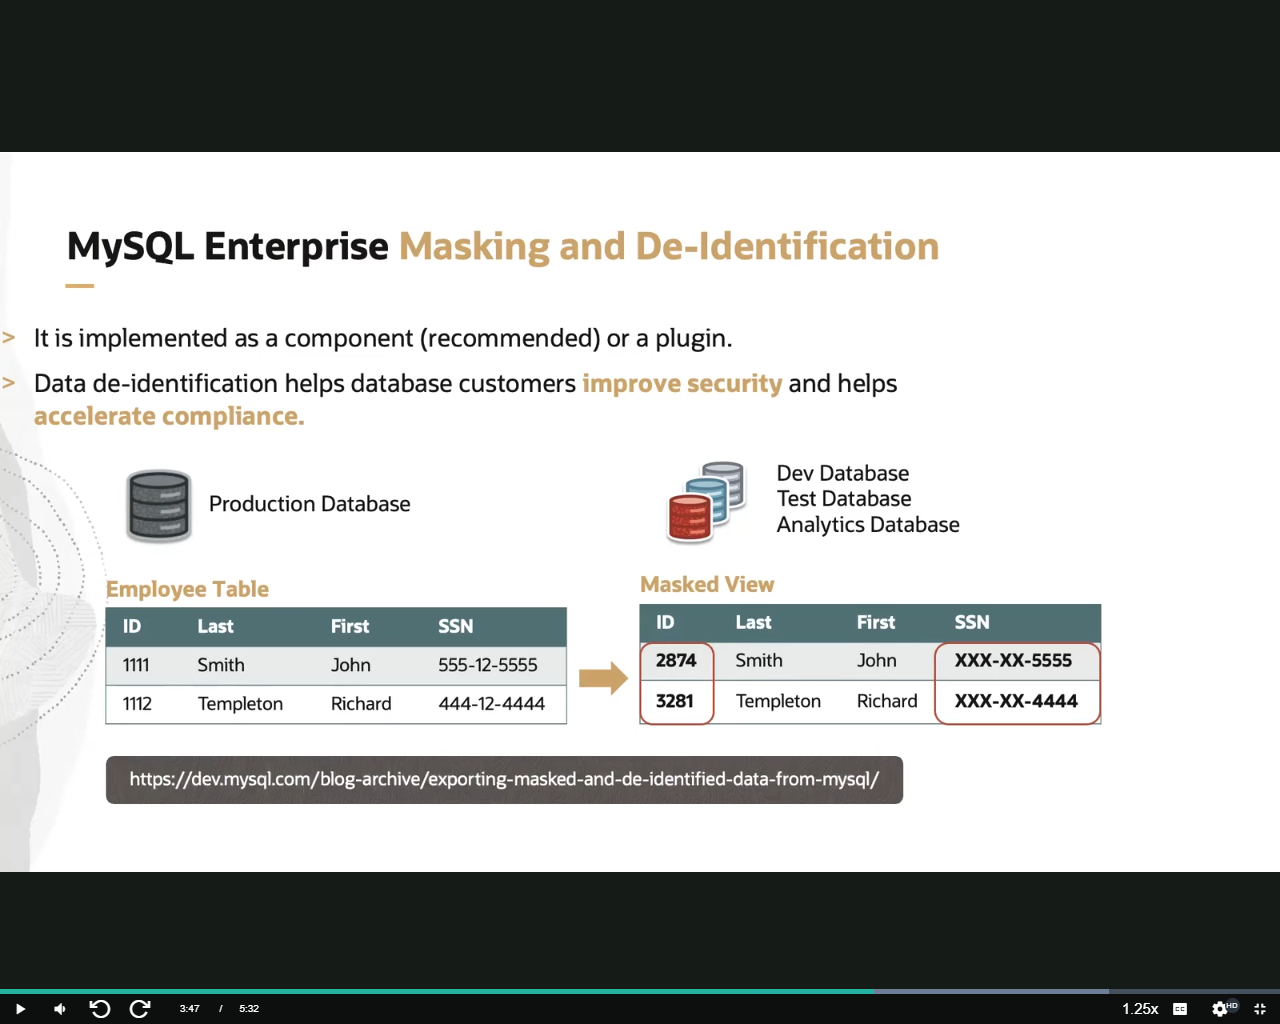 MySQL Enterprise Masking and De-Identification
> It is implemented as a component (recommended) or a plugin.
> Data de-identification helps database customers improve security and helps
accelerate compliance.
Production Database
Dev Database
Test Database
Analytics Database
Employee Table
ID Last First SSN
1111 Smith John 555-12-5555
1112 Templeton Richard 444-12-4444
Masked View
ID Last First SSN
2874 Smith John XXX-XX-5555
3281 Templeton Richard XXX-XX-4444
https://dev.mysql.com/blog-archive/exporting-masked-and-de-identified-data-from-mysql/
3:47 / 5:32 1.25x CC HD